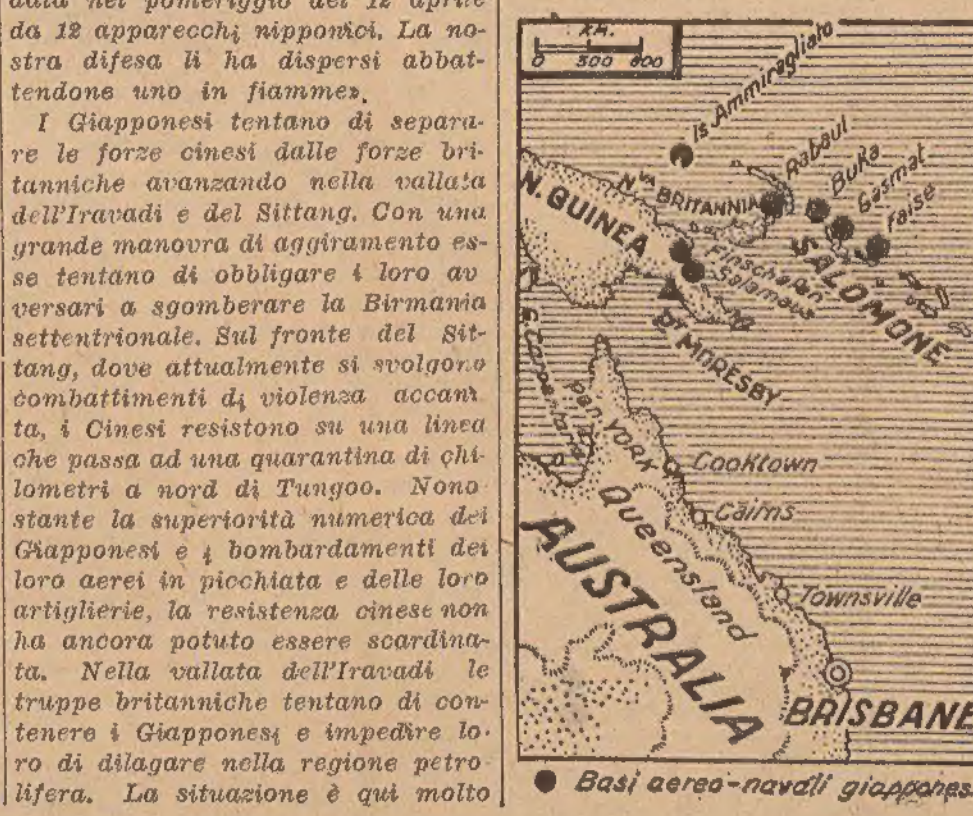 data nel pomeriggio del 12 aprile
da 12 apparecchi nipponici. La no-
stra difesa li ha dispersi abbat-
tendone uno in fiamme».
I Giapponesi tentano di separa-
re le forze cinesi dalle forze bri-
tanniche avanzando nella vallata
dell'Iravadi e del Sittang. Con una
grande manovra di aggiramento es-
se tentano di obbligare i loro av
versari a sgomberare la Birmania
settentrionale. Sul fronte del Sit-
tang, dove attualmente si svolgono
combattimenti di violenza accani
ta, i Cinesi resistono su una linea
che passa ad una quarantina di chi-
lometri a nord di Tungoo. Nono
stante la superiorità numerica dei
Giapponesi e i bombardamenti dei
loro aerei in picchiata e delle loro
artiglierie, la resistenza cinese non
ha ancora potuto essere scardina-
ta. Nella vallata dell'Iravadi le
truppe britanniche tentano di con-
tenere i Giapponesi e impedire lo-
ro di dilagare nella regione petro
lifera. La situazione è qui molto
KM.
0 300 600
Is Ammiragliato
Rabaul
Buka
Gasmat
Faise
N.VA BRITANNIA
N. GUINEA
Finschafen
Salamaus
SALOMONE
PT MORESBY
G. Carpentaria
Pen. YORK
Cooktown
Cairns
Queensland
Townsville
AUSTRALIA
BRISBANE
Basi aereo-navali giappones